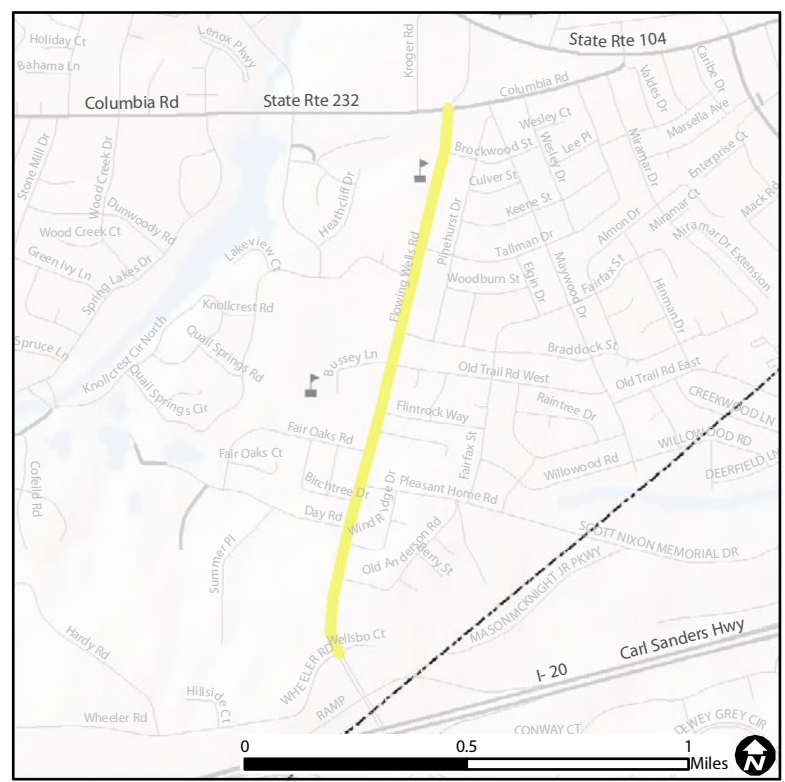 State Rte 104
Holiday Ct
Lenox Pkwy
Kroger Rd
Caribe Dr
Bahama Ln
Valdes Dr
Columbia Rd
Columbia Rd
State Rte 232
Marsella Ave
Wesley Ct
Wesley Dr
Lee Pl
Miramar Dr
Enterprise Ct
Stone Mill Dr
Wood Creek Dr
Brockwood St
Culver St
Heathcliff Dr
Keene St
Mack Rd
Miramar Ct
Dunwoody Rd
Pinehurst Dr
Almon Dr
Miramar Dr Extension
Wood Creek Ct
Tallman Dr
Lakeview Ct
Green Ivy Ln
Spring Lakes Dr
Flowing Wells Rd
Woodburn St
Elgin Dr
Maywood Dr
Fairfax St
Hinman Dr
Knollcrest Rd
Spruce Ln
Knollcrest Cir North
Quail Springs Rd
Braddock St
Bussey Ln
Old Trail Rd West
Old Trail Rd East
Quail Springs Cir
Flintrock Way
Raintree Dr
CREEKWOOD LN
Fair Oaks Rd
WILLOWOOD RD
Fair Oaks Ct
Fairfax St
Willowood Rd
DEERFIELD LN
Cofeild Rd
Birchtree Dr
Pleasant Home Rd
Day Rd
Old Anderson Rd
SCOTT NIXON MEMORIAL DR
Summer Pl
MASON MCKNIGHT JR PKWY
Hardy Rd
Wellsbo Ct
Carl Sanders Hwy
WHEELER RD
I- 20
Hillside Ct
RAMP
Wheeler Rd
CONWAY CT
DEWEY GREY CIR
0 0.5 1
Miles
N